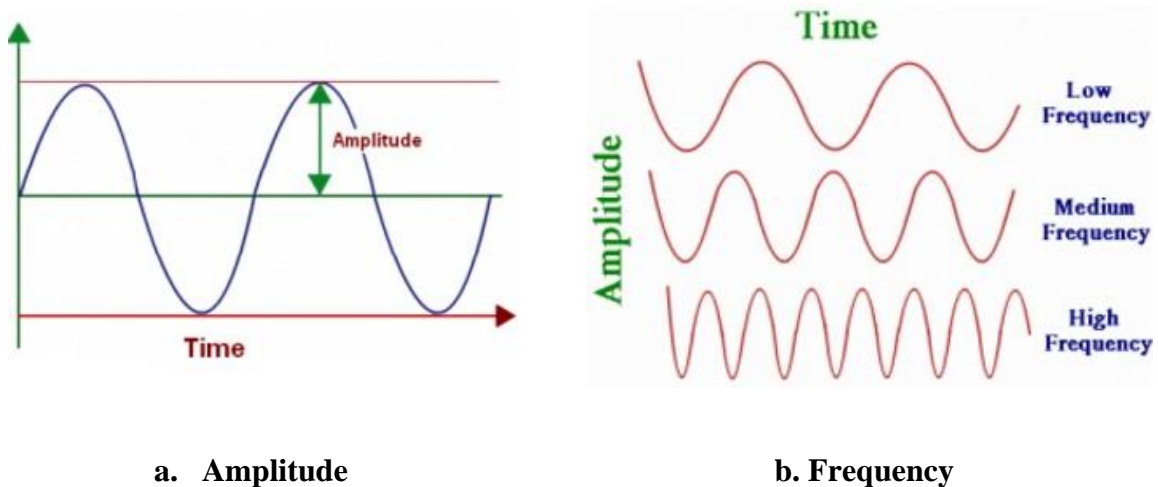 Amplitude
Time
Time
Amplitude
Low
Frequency
Medium
Frequency
High
Frequency
a. Amplitude
b. Frequency